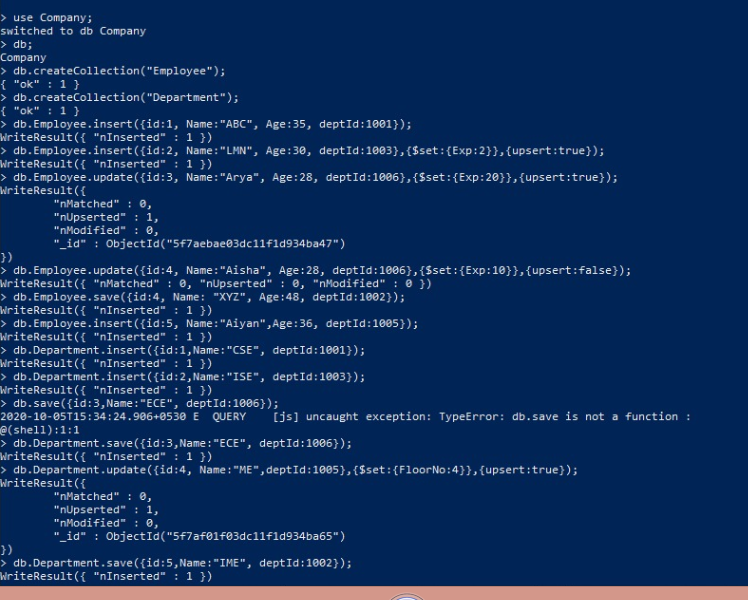 > use Company;
switched to db Company
> db;
Company
> db.createCollection("Employee");
{ "ok" : 1 }
> db.createCollection("Department");
{ "ok" : 1 }
> db.Employee.insert({id:1, Name:"ABC", Age:35, deptId:1001});
WriteResult({ "nInserted" : 1 })
> db.Employee.insert({id:2, Name:"LMN", Age:30, deptId:1003},{$set:{Exp:2}},{upsert:true});
WriteResult({ "nInserted" : 1 })
> db.Employee.update({id:3, Name:"Arya", Age:28, deptId:1006},{$set:{Exp:20}},{upsert:true});
WriteResult({
        "nMatched" : 0,
        "nUpserted" : 1,
        "nModified" : 0,
        "_id" : ObjectId("5f7aebae03dc11f1d934ba47")
})
> db.Employee.update({id:4, Name:"Aisha", Age:28, deptId:1006},{$set:{Exp:10}},{upsert:false});
WriteResult({ "nMatched" : 0, "nUpserted" : 0, "nModified" : 0 })
> db.Employee.save({id:4, Name: "XYZ", Age:48, deptId:1002});
WriteResult({ "nInserted" : 1 })
> db.Employee.insert({id:5, Name:"Aiyan",Age:36, deptId:1005});
WriteResult({ "nInserted" : 1 })
> db.Department.insert({id:1,Name:"CSE", deptId:1001});
WriteResult({ "nInserted" : 1 })
> db.Department.insert({id:2,Name:"ISE", deptId:1003});
WriteResult({ "nInserted" : 1 })
> db.save({id:3,Name:"ECE", deptId:1006});
2020-10-05T15:34:24.906+0530 E  QUERY    [js] uncaught exception: TypeError: db.save is not a function :
@(shell):1:1
> db.Department.save({id:3,Name:"ECE", deptId:1006});
WriteResult({ "nInserted" : 1 })
> db.Department.update({id:4, Name:"ME",deptId:1005},{$set:{FloorNo:4}},{upsert:true});
WriteResult({
        "nMatched" : 0,
        "nUpserted" : 1,
        "nModified" : 0,
        "_id" : ObjectId("5f7af01f03dc11f1d934ba65")
})
> db.Department.save({id:5,Name:"IME", deptId:1002});
WriteResult({ "nInserted" : 1 })